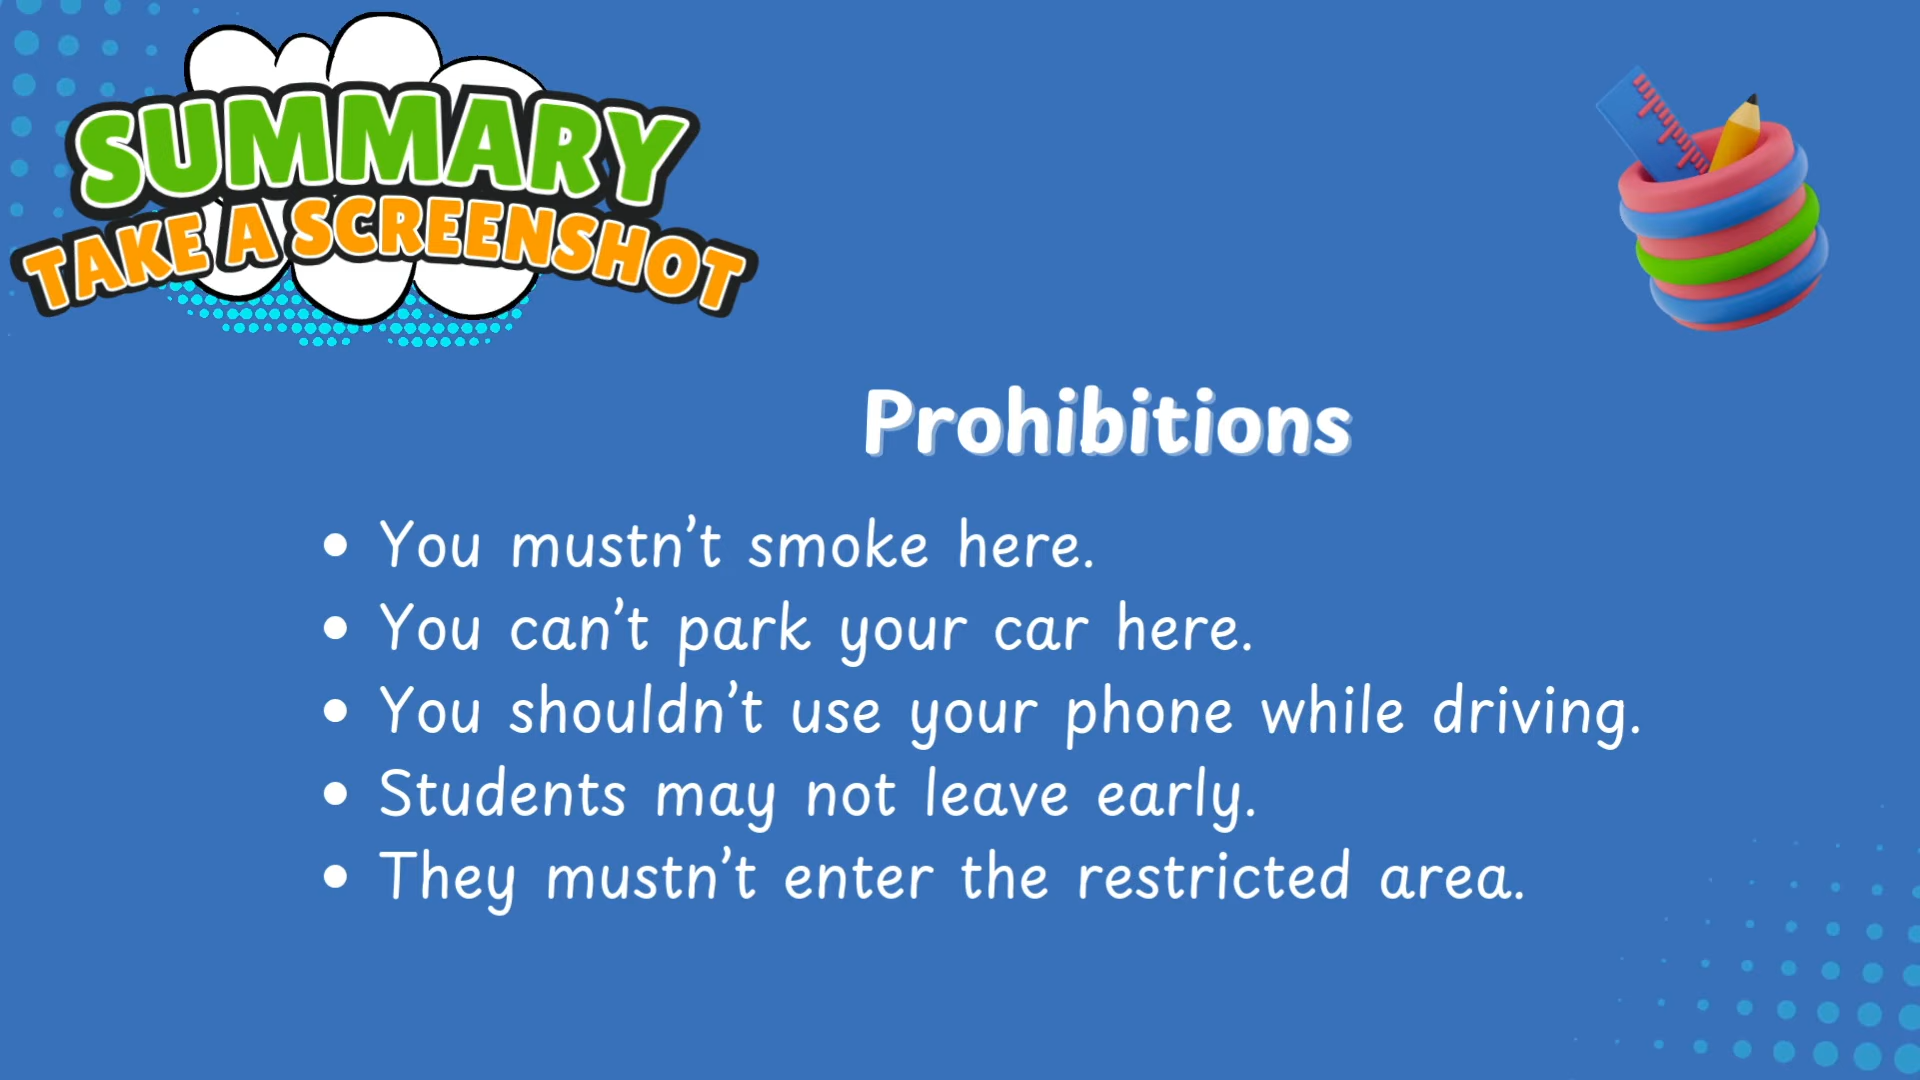 SUMMARY
TAKE A SCREENSHOT
Prohibitions
• You mustn’t smoke here.
• You can’t park your car here.
• You shouldn’t use your phone while driving.
• Students may not leave early.
• They mustn’t enter the restricted area.